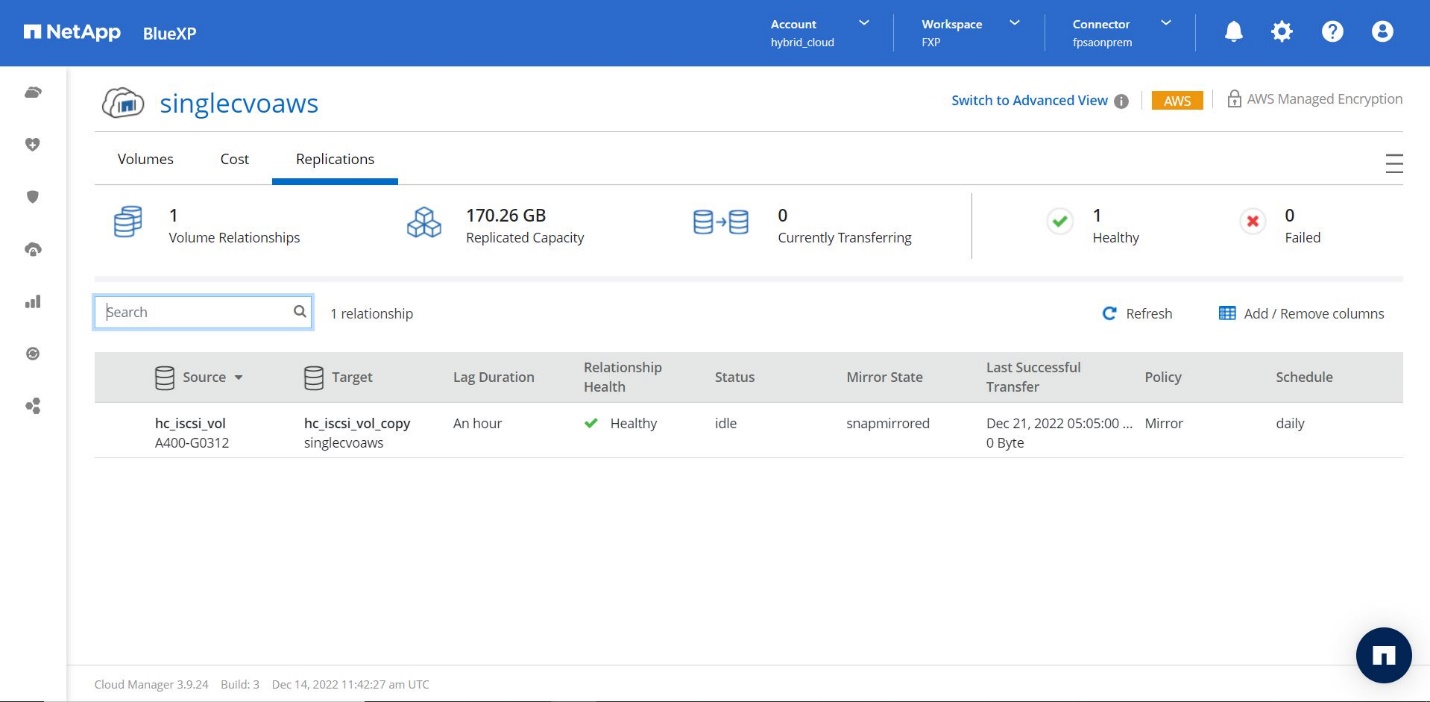 NetApp BlueXP
Account
hybrid_cloud
Workspace
FXP
Connector
fpsaonprem
singlecvoaws
Switch to Advanced View
AWS
AWS Managed Encryption
Volumes Cost Replications
1
Volume Relationships
170.26 GB
Replicated Capacity
0
Currently Transferring
1
Healthy
0
Failed
Search
1 relationship
Refresh
Add / Remove columns
Source Target Lag Duration Relationship Health Status Mirror State Last Successful Transfer Policy Schedule
hc_iscsi_vol hc_iscsi_vol_copy An hour Healthy idle snapmirrored Dec 21, 2022 05:05:00 ... Mirror daily
A400-G0312 singlecvoaws 0 Byte
Cloud Manager 3.9.24 Build: 3 Dec 14, 2022 11:42:27 am UTC